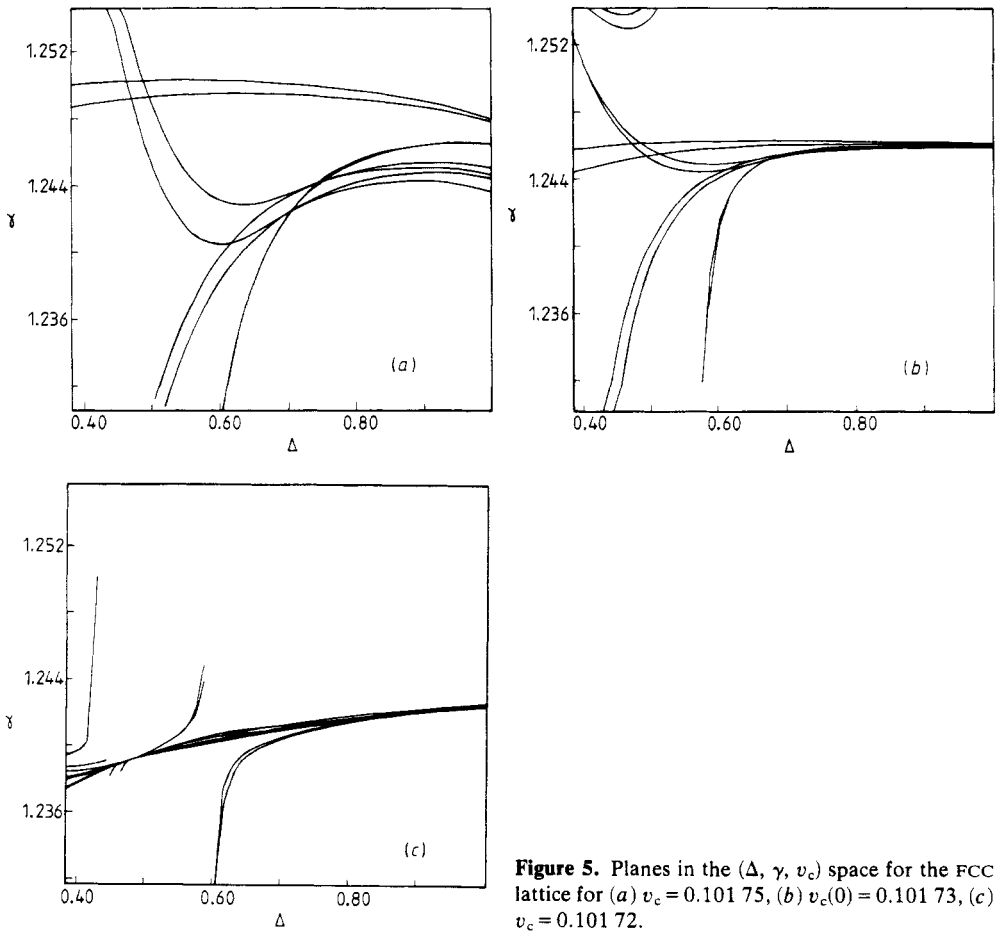 1.252
1.244
γ
1.236
(a)
0.40 0.60 0.80
Δ
1.252
1.244
γ
1.236
(b)
0.40 0.60 0.80
Δ
1.252
1.244
γ
1.236
(c)
0.40 0.60 0.80
Δ
Figure 5. Planes in the (Δ, γ, v_c) space for the FCC
lattice for (a) v_c = 0.101 75, (b) v_c(0) = 0.101 73, (c)
v_c = 0.101 72.